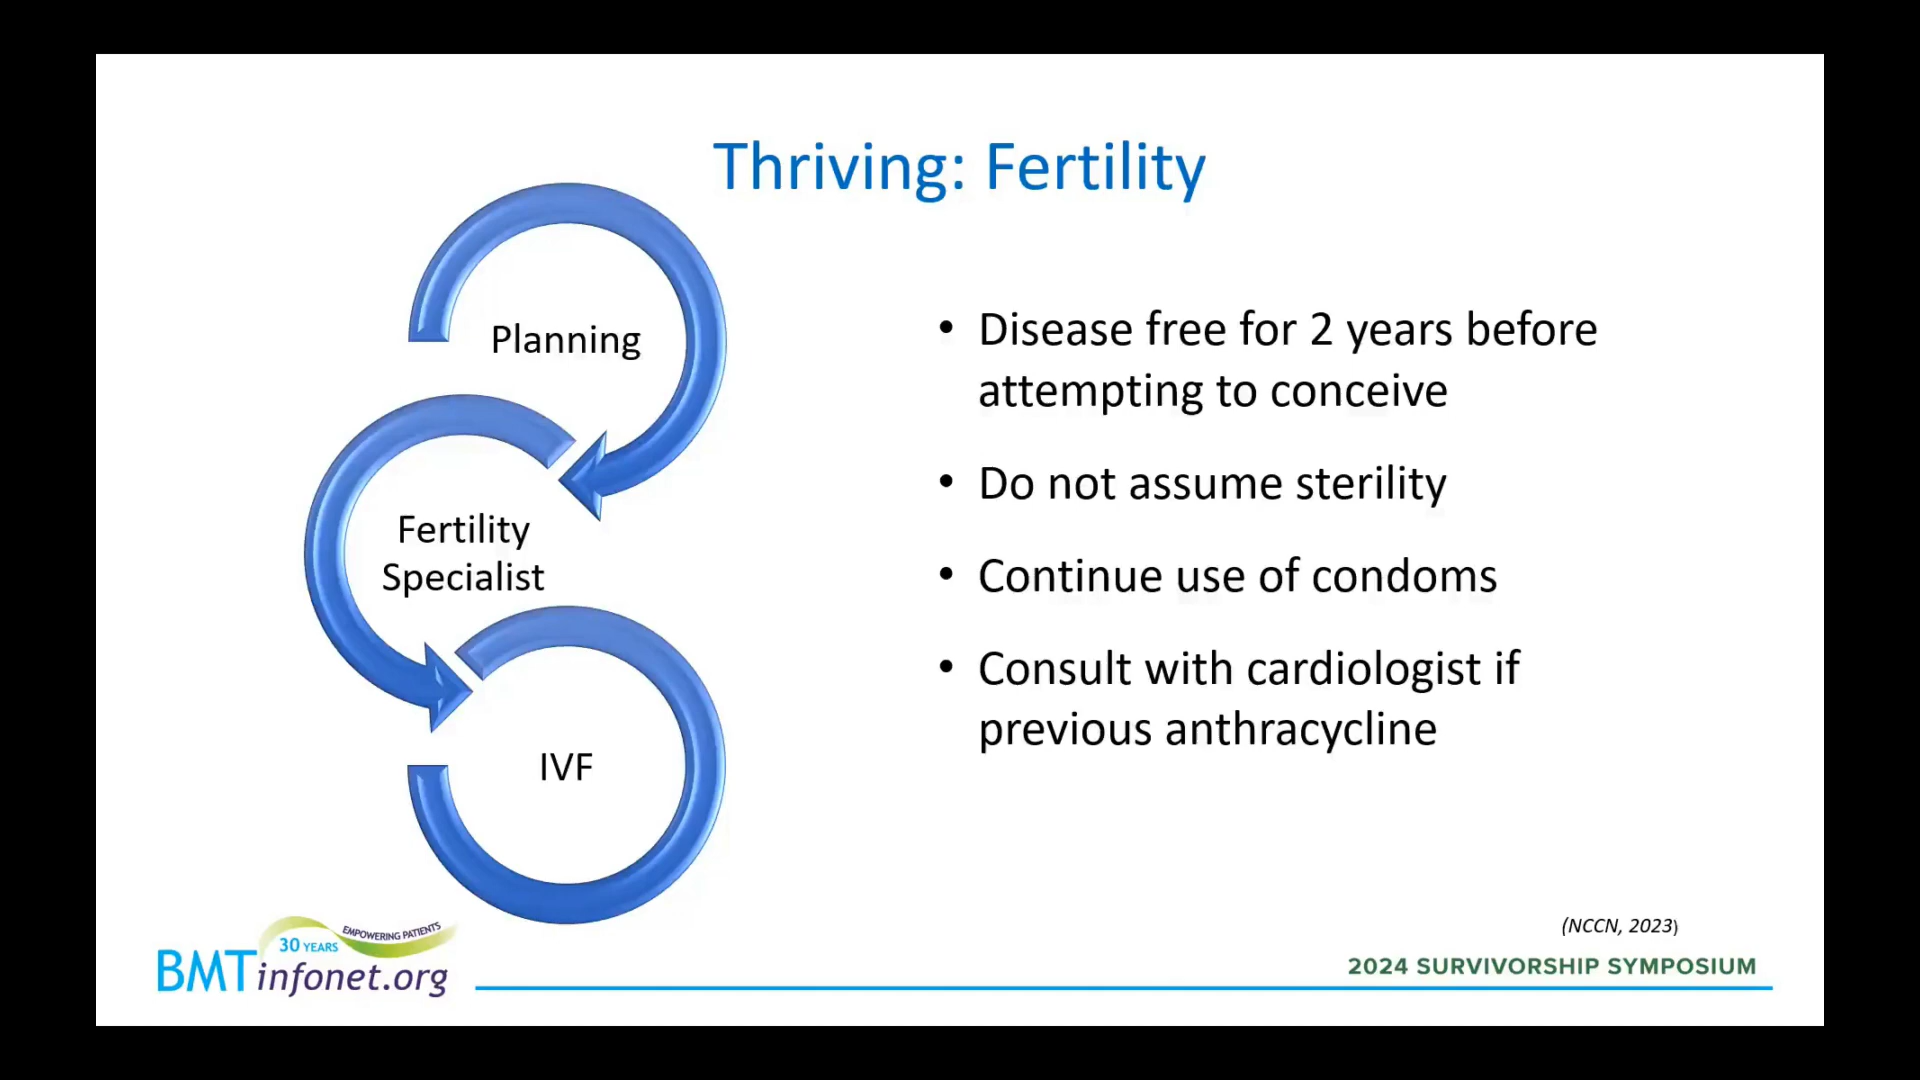 Thriving: Fertility
Planning
Fertility
Specialist
IVF
• Disease free for 2 years before
attempting to conceive
• Do not assume sterility
• Continue use of condoms
• Consult with cardiologist if
previous anthracycline
(NCCN, 2023)
30 YEARS
EMPOWERING PATIENTS
BMTinfonet.org
2024 SURVIVORSHIP SYMPOSIUM